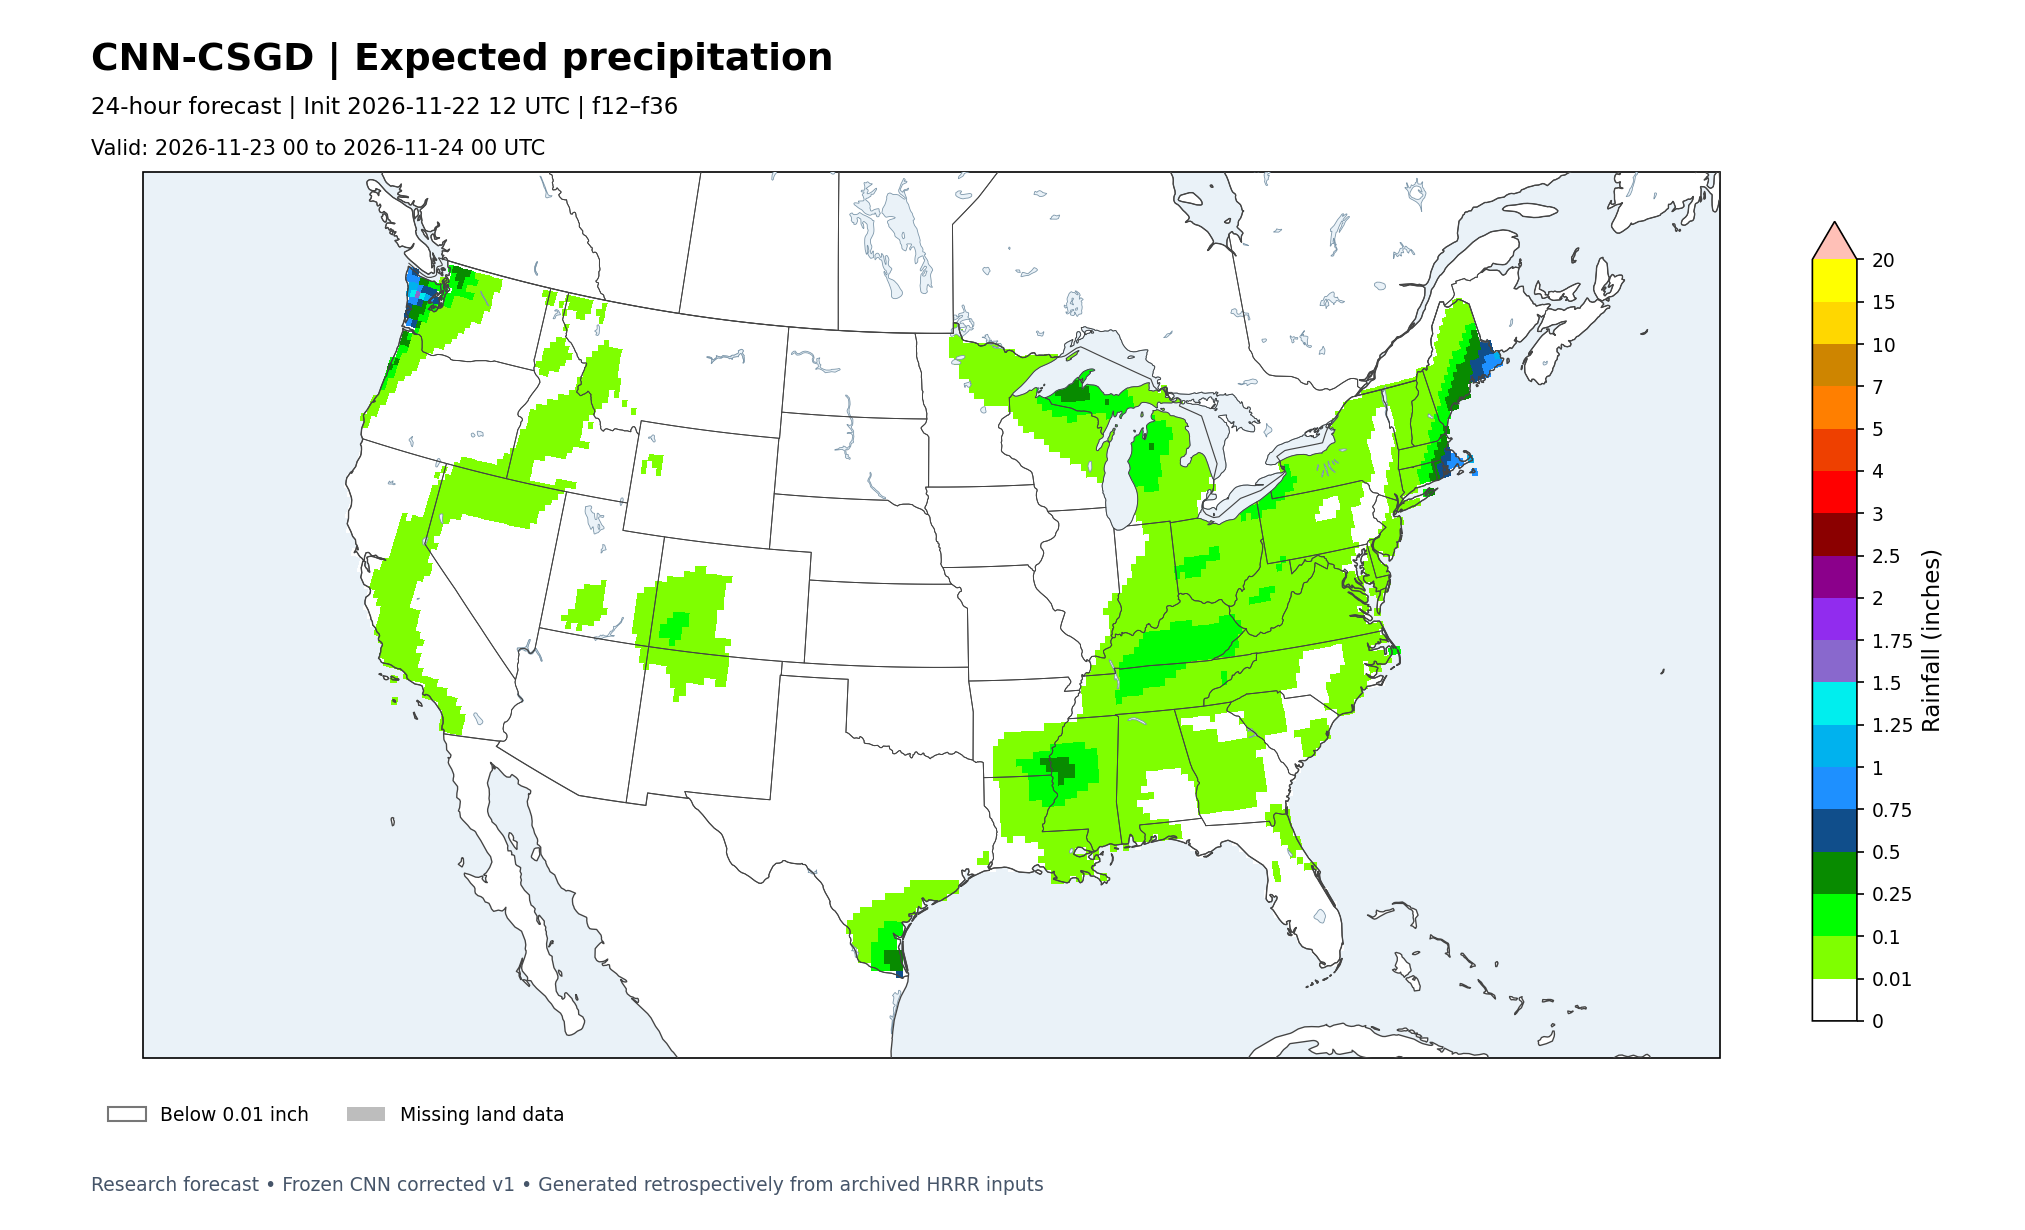 CNN-CSGD | Expected precipitation
24-hour forecast | Init 2026-11-22 12 UTC | f12–f36
Valid: 2026-11-23 00 to 2026-11-24 00 UTC
20
15
10
7
5
4
3
2.5
2
1.75
1.5
1.25
1
0.75
0.5
0.25
0.1
0.01
0
Rainfall (inches)
Below 0.01 inch
Missing land data
Research forecast • Frozen CNN corrected v1 • Generated retrospectively from archived HRRR inputs